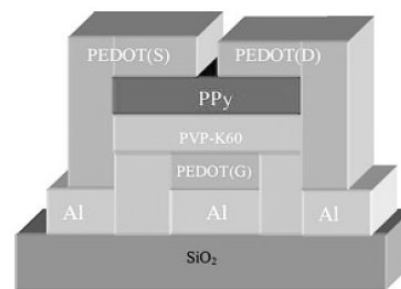 PEDOT(S) PEDOT(D)
PPy
PVP-K60
PEDOT(G)
Al Al Al
SiO₂